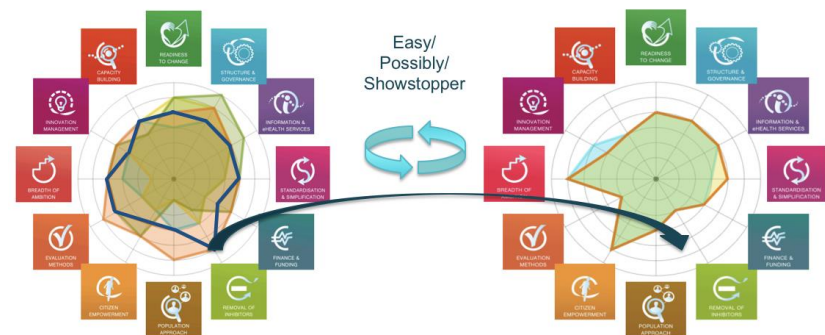 READINESS
TO CHANGE
STRUCTURE &
GOVERNANCE
INFORMATION &
eHEALTH SERVICES
STANDARDISATION
& SIMPLIFICATION
FINANCE &
FUNDING
REMOVAL OF
INHIBITORS
POPULATION
APPROACH
CITIZEN
EMPOWERMENT
EVALUATION
METHODS
BREADTH OF
AMBITION
INNOVATION
MANAGEMENT
CAPACITY
BUILDING
Easy/
Possibly/
Showstopper
READINESS
TO CHANGE
STRUCTURE &
GOVERNANCE
INFORMATION &
eHEALTH SERVICES
STANDARDISATION
& SIMPLIFICATION
FINANCE &
FUNDING
REMOVAL OF
INHIBITORS
POPULATION
APPROACH
CITIZEN
EMPOWERMENT
EVALUATION
METHODS
BREADTH OF
INNOVATION
MANAGEMENT
CAPACITY
BUILDING